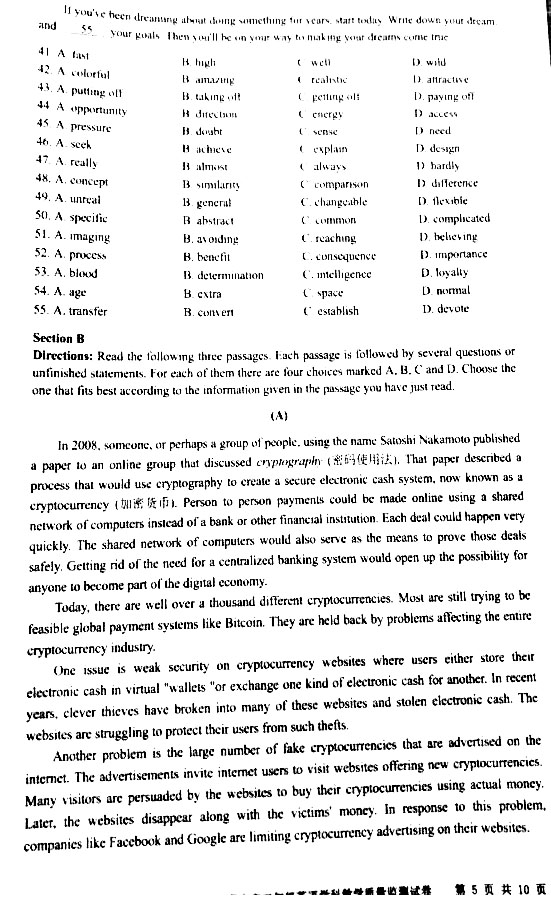 If you've been dreaming about doing something for years, start today. Write down your dream
and 55 your goals. Then you'll be on your way to making your dreams come true.
41. A. fast B. high C. well D. wild
42. A. colorful B. amazing C. realistic D. attractive
43. A. putting off B. taking off C. getting off D. paying off
44. A. opportunity B. direction C. energy D. access
45. A. pressure B. doubt C. sense D. need
46. A. seek B. achieve C. explain D. design
47. A. really B. almost C. always D. hardly
48. A. concept B. similarity C. comparison D. difference
49. A. unreal B. general C. changeable D. flexible
50. A. specific B. abstract C. common D. complicated
51. A. imaging B. avoiding C. reaching D. believing
52. A. process B. benefit C. consequence D. importance
53. A. blood B. determination C. intelligence D. loyalty
54. A. age B. extra C. space D. normal
55. A. transfer B. convert C. establish D. devote
Section B
Directions: Read the following three passages. Each passage is followed by several questions or
unfinished statements. For each of them there are four choices marked A, B, C and D. Choose the
one that fits best according to the information given in the passage you have just read.
(A)
In 2008, someone, or perhaps a group of people, using the name Satoshi Nakamoto published
a paper to an online group that discussed cryptography (密码使用法). That paper described a
process that would use cryptography to create a secure electronic cash system, now known as a
cryptocurrency (加密货币). Person to person payments could be made online using a shared
network of computers instead of a bank or other financial institution. Each deal could happen very
quickly. The shared network of computers would also serve as the means to prove those deals
safely. Getting rid of the need for a centralized banking system would open up the possibility for
anyone to become part of the digital economy.
Today, there are well over a thousand different cryptocurrencies. Most are still trying to be
feasible global payment systems like Bitcoin. They are held back by problems affecting the entire
cryptocurrency industry.
One issue is weak security on cryptocurrency websites where users either store their
electronic cash in virtual "wallets "or exchange one kind of electronic cash for another. In recent
years, clever thieves have broken into many of these websites and stolen electronic cash. The
websites are struggling to protect their users from such thefts.
Another problem is the large number of fake cryptocurrencies that are advertised on the
internet. The advertisements invite internet users to visit websites offering new cryptocurrencies.
Many visitors are persuaded by the websites to buy their cryptocurrencies using actual money.
Later, the websites disappear along with the victims' money. In response to this problem,
companies like Facebook and Google are limiting cryptocurrency advertising on their websites.
学科教学质量监测试卷 第 5 页 共 10 页